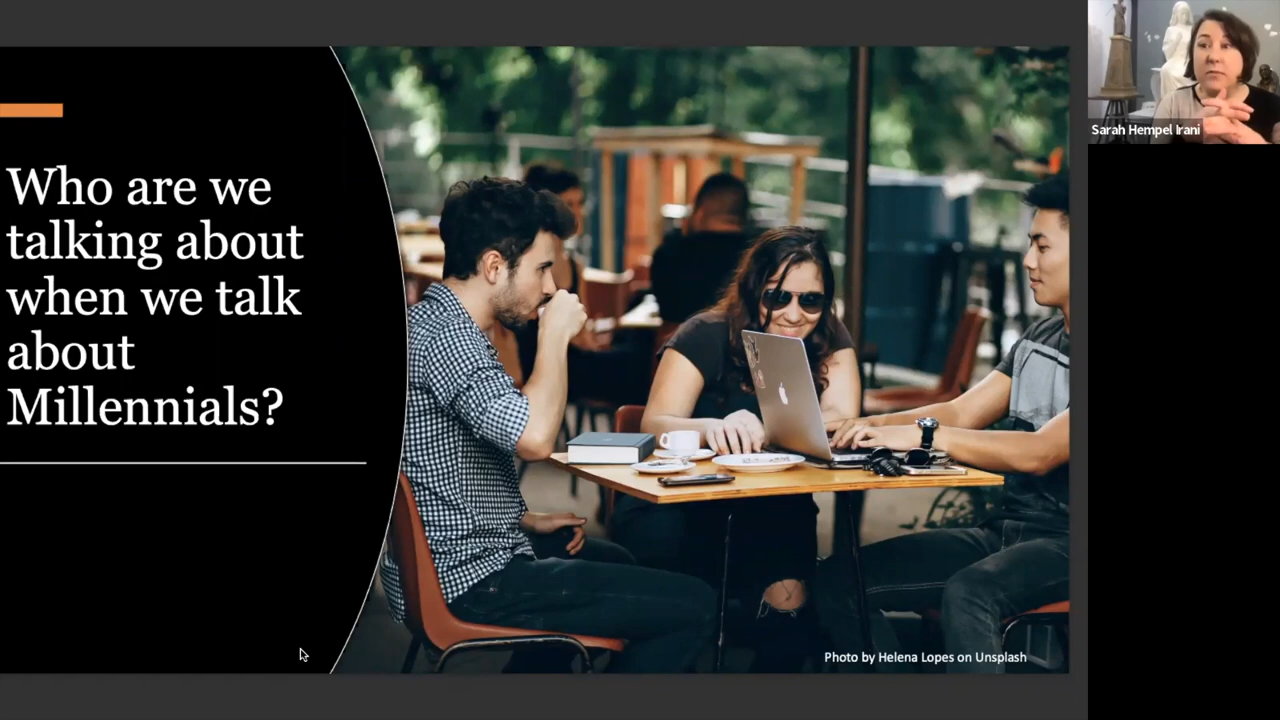 Who are we
talking about
when we talk
about
Millennials?
Photo by Helena Lopes on Unsplash
Sarah Hempel Irani